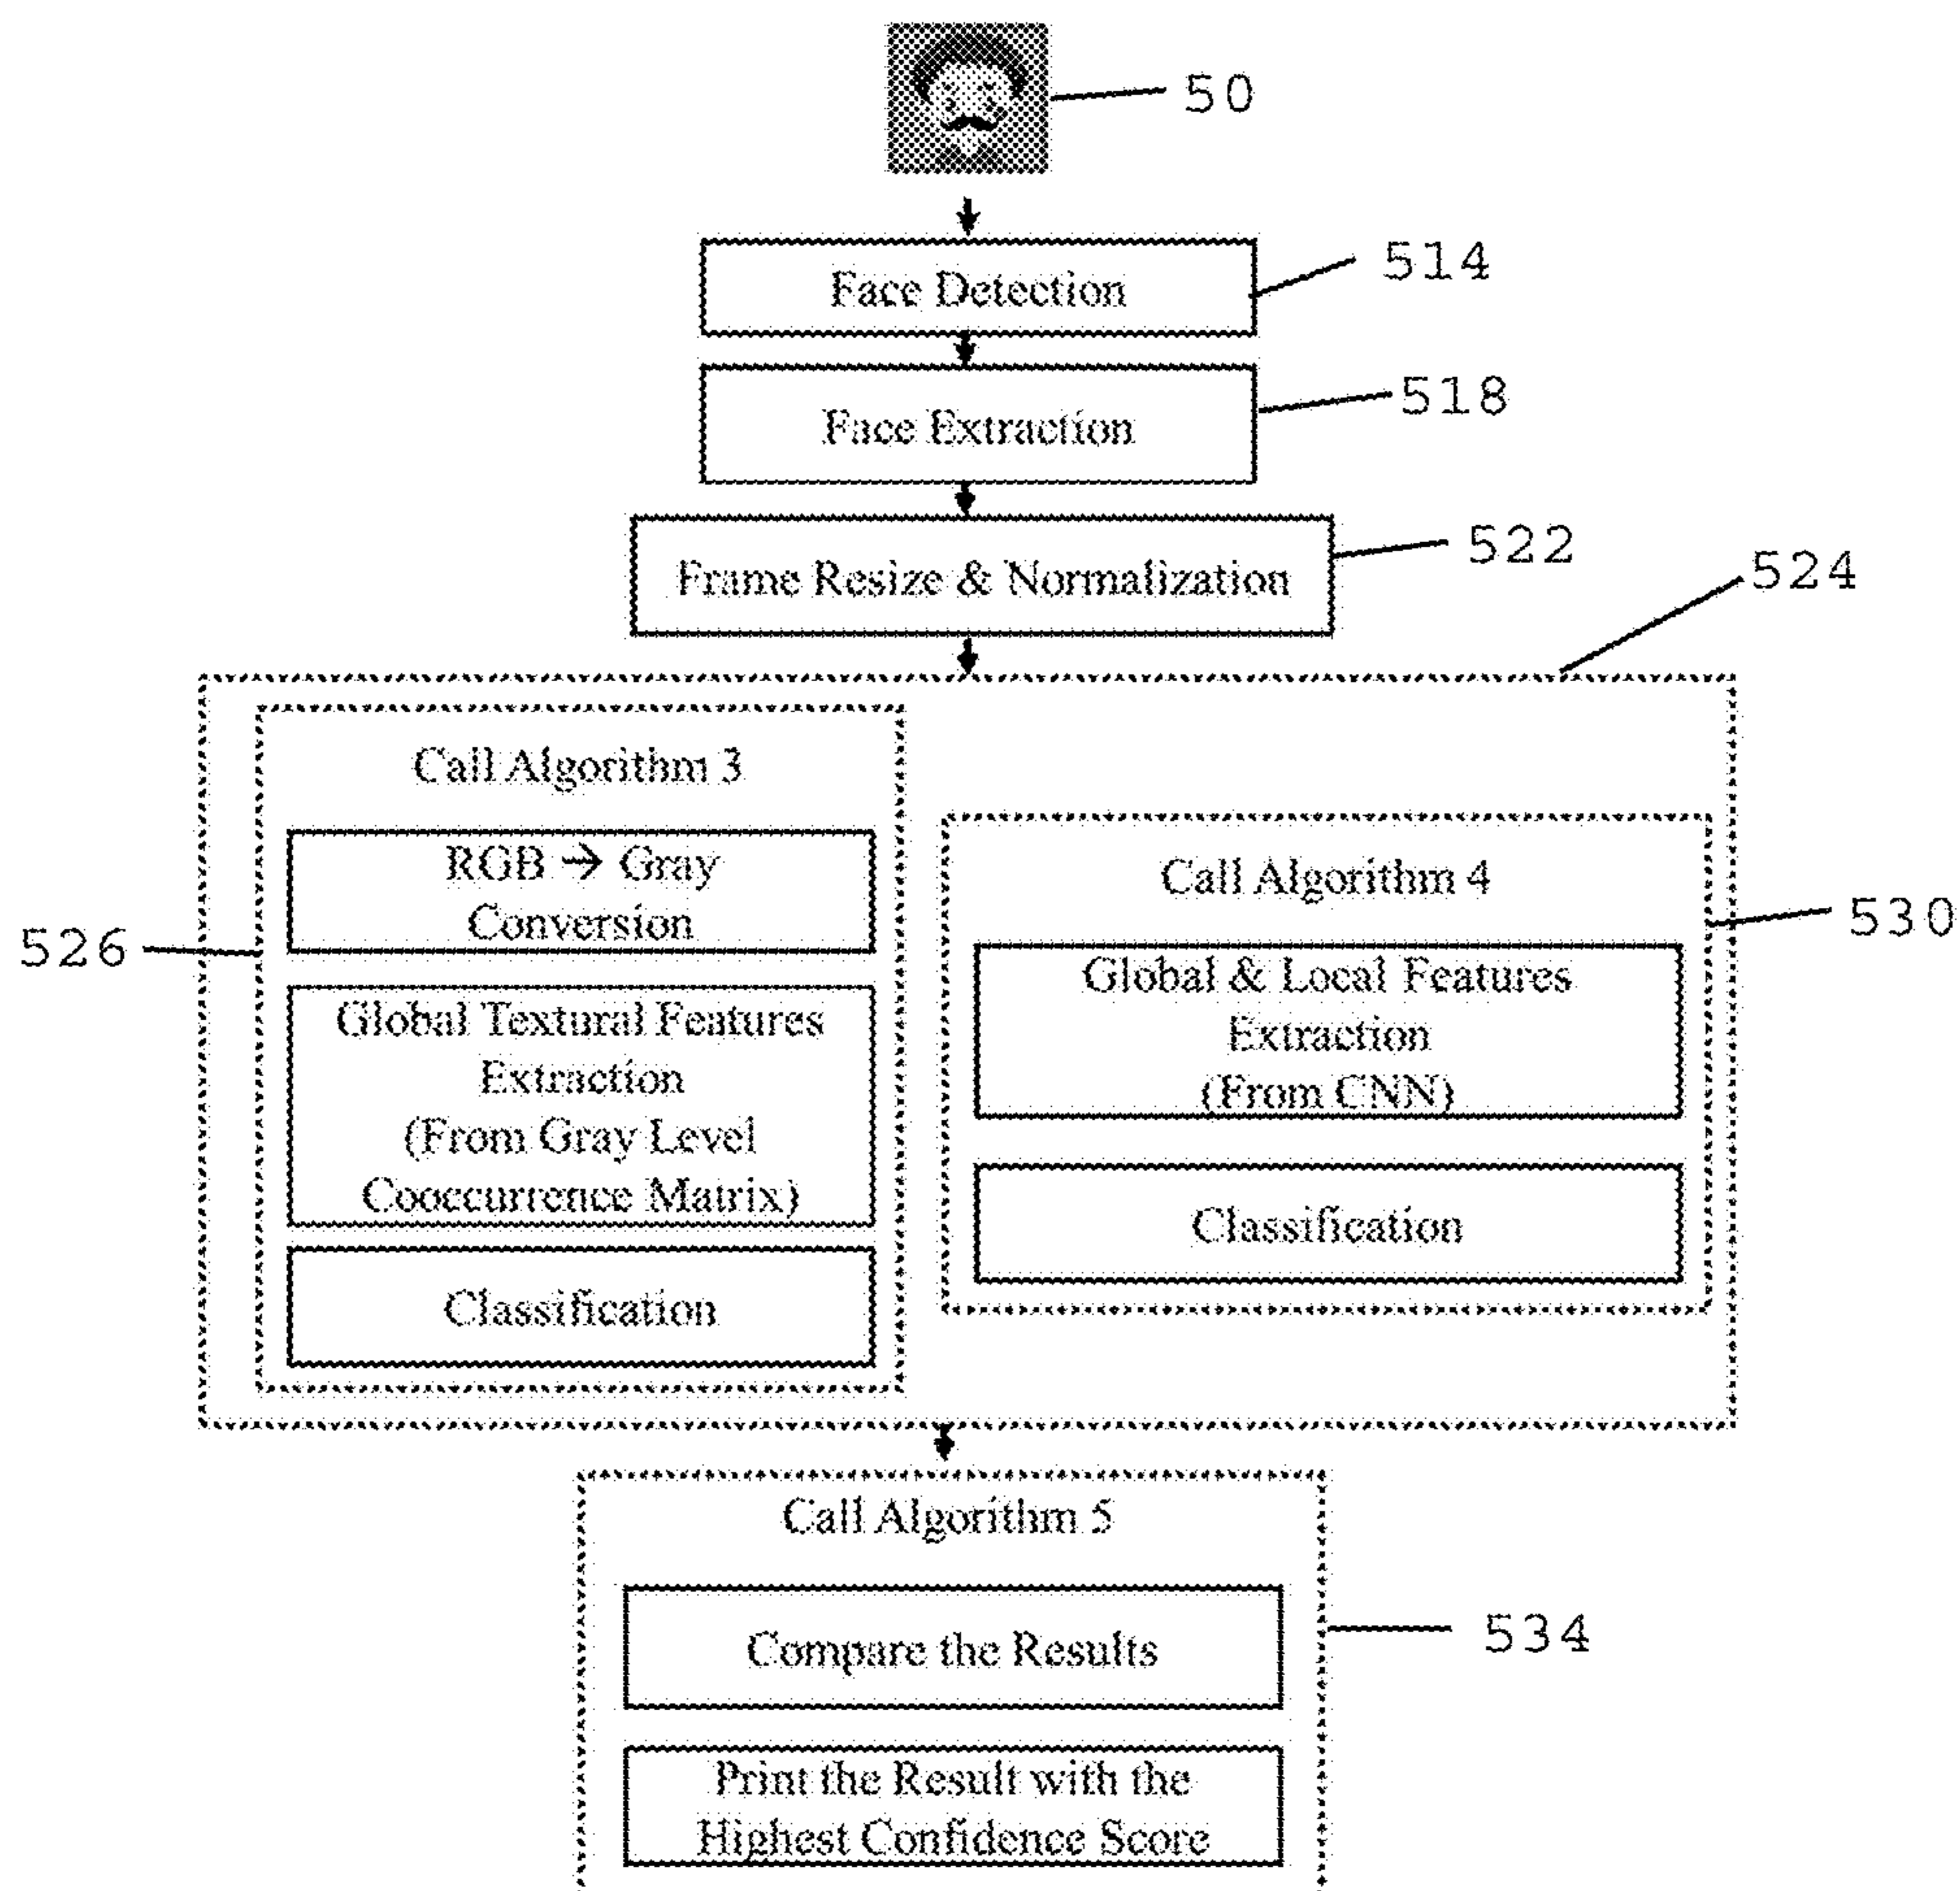 50
Face Detection
514
Face Extraction
518
Frame Resize & Normalization
522
524
Call Algorithm 3
RGB → Gray
Conversion
526
Global Textural Features
Extraction
(From Gray Level
Cooccurrence Matrix)
Classification
Call Algorithm 4
530
Global & Local Features
Extraction
(From CNN)
Classification
Call Algorithm 5
Compare the Results
534
Print the Result with the
Highest Confidence Score